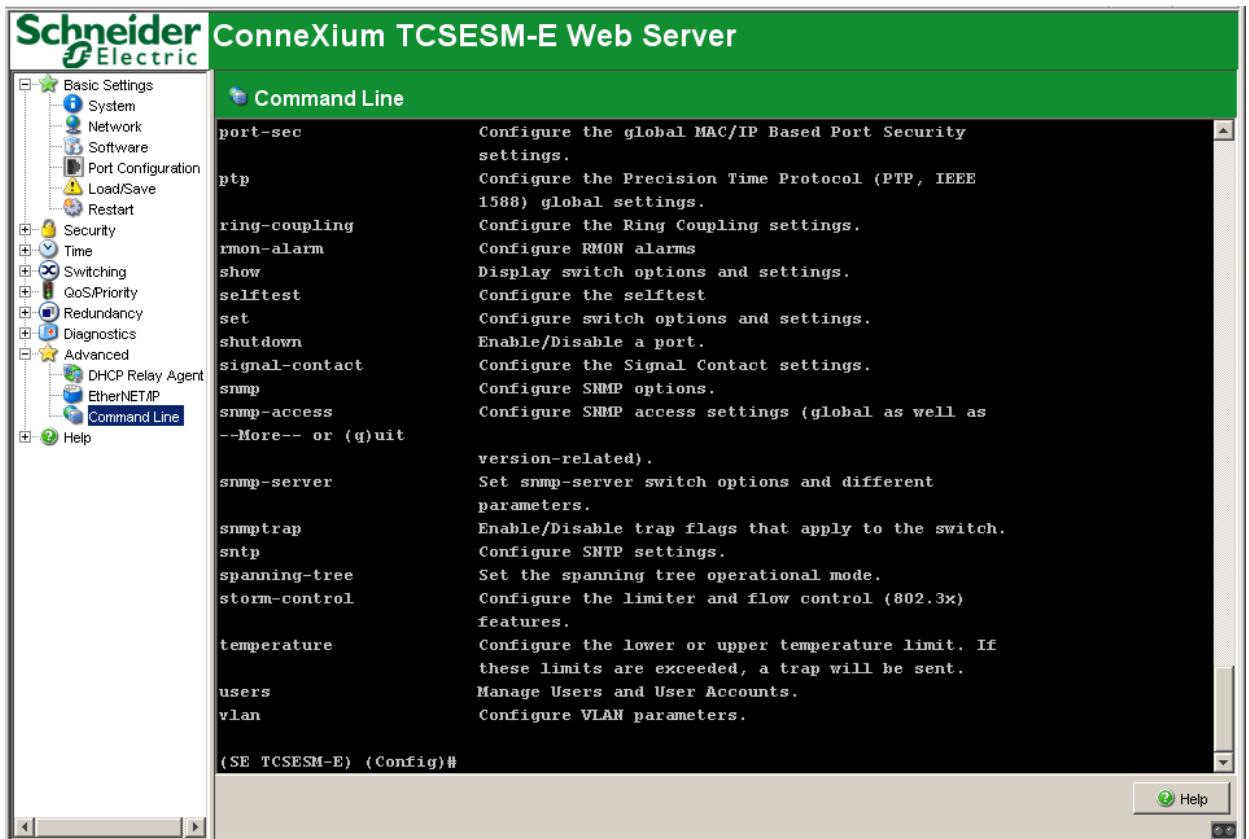 Schneider Electric
ConneXium TCSESM-E Web Server
Basic Settings
System
Network
Software
Port Configuration
Load/Save
Restart
Security
Time
Switching
QoS/Priority
Redundancy
Diagnostics
Advanced
DHCP Relay Agent
EtherNET/IP
Command Line
Help
Command Line
port-sec Configure the global MAC/IP Based Port Security
settings.
ptp Configure the Precision Time Protocol (PTP, IEEE
1588) global settings.
ring-coupling Configure the Ring Coupling settings.
rmon-alarm Configure RMON alarms
show Display switch options and settings.
selftest Configure the selftest
set Configure switch options and settings.
shutdown Enable/Disable a port.
signal-contact Configure the Signal Contact settings.
snmp Configure SNMP options.
snmp-access Configure SNMP access settings (global as well as
--More-- or (q)uit
version-related).
snmp-server Set snmp-server switch options and different
parameters.
snmptrap Enable/Disable trap flags that apply to the switch.
sntp Configure SNTP settings.
spanning-tree Set the spanning tree operational mode.
storm-control Configure the limiter and flow control (802.3x)
features.
temperature Configure the lower or upper temperature limit. If
these limits are exceeded, a trap will be sent.
users Manage Users and User Accounts.
vlan Configure VLAN parameters.
(SE TCSESM-E) (Config)#
Help